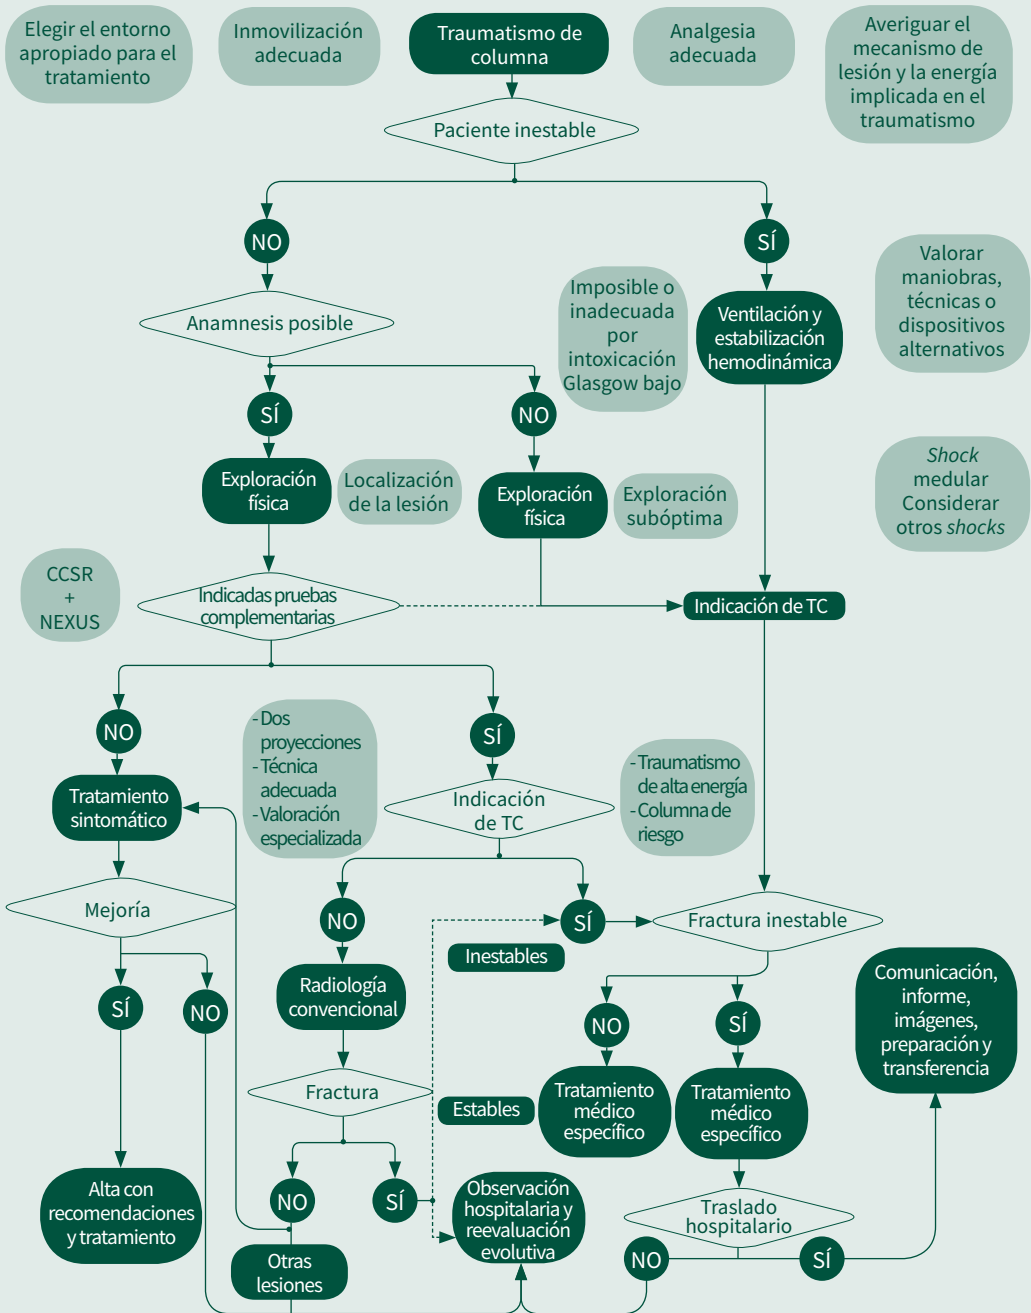 Elegir el entorno
apropiado para el
tratamiento
Inmovilización
adecuada
Traumatismo de
columna
Analgesia
adecuada
Averiguar el
mecanismo de
lesión y la energía
implicada en el
traumatismo
Paciente inestable
NO
SÍ
Anamnesis posible
Imposible o
inadecuada
por
intoxicación
Glasgow bajo
Ventilación y
estabilización
hemodinámica
Valorar
maniobras,
técnicas o
dispositivos
alternativos
SÍ
NO
Exploración
física
Localización
de la lesión
Exploración
física
Exploración
subóptima
Shock
medular
Considerar
otros shocks
CCSR
+
NEXUS
Indicadas pruebas
complementarias
Indicación de TC
NO
- Dos
proyecciones
- Técnica
adecuada
- Valoración
especializada
SÍ
Tratamiento
sintomático
Indicación
de TC
- Traumatismo
de alta energía
- Columna de
riesgo
Mejoría
NO
SÍ
Fractura inestable
Inestables
SÍ
NO
Radiología
convencional
NO
SÍ
Comunicación,
informe,
imágenes,
preparación y
transferencia
Fractura
Estables
Tratamiento
médico
específico
Tratamiento
médico
específico
Alta con
recomendaciones
y tratamiento
NO
SÍ
Observación
hospitalaria y
reevaluación
evolutiva
Traslado
hospitalario
Otras
lesiones
NO
SÍ